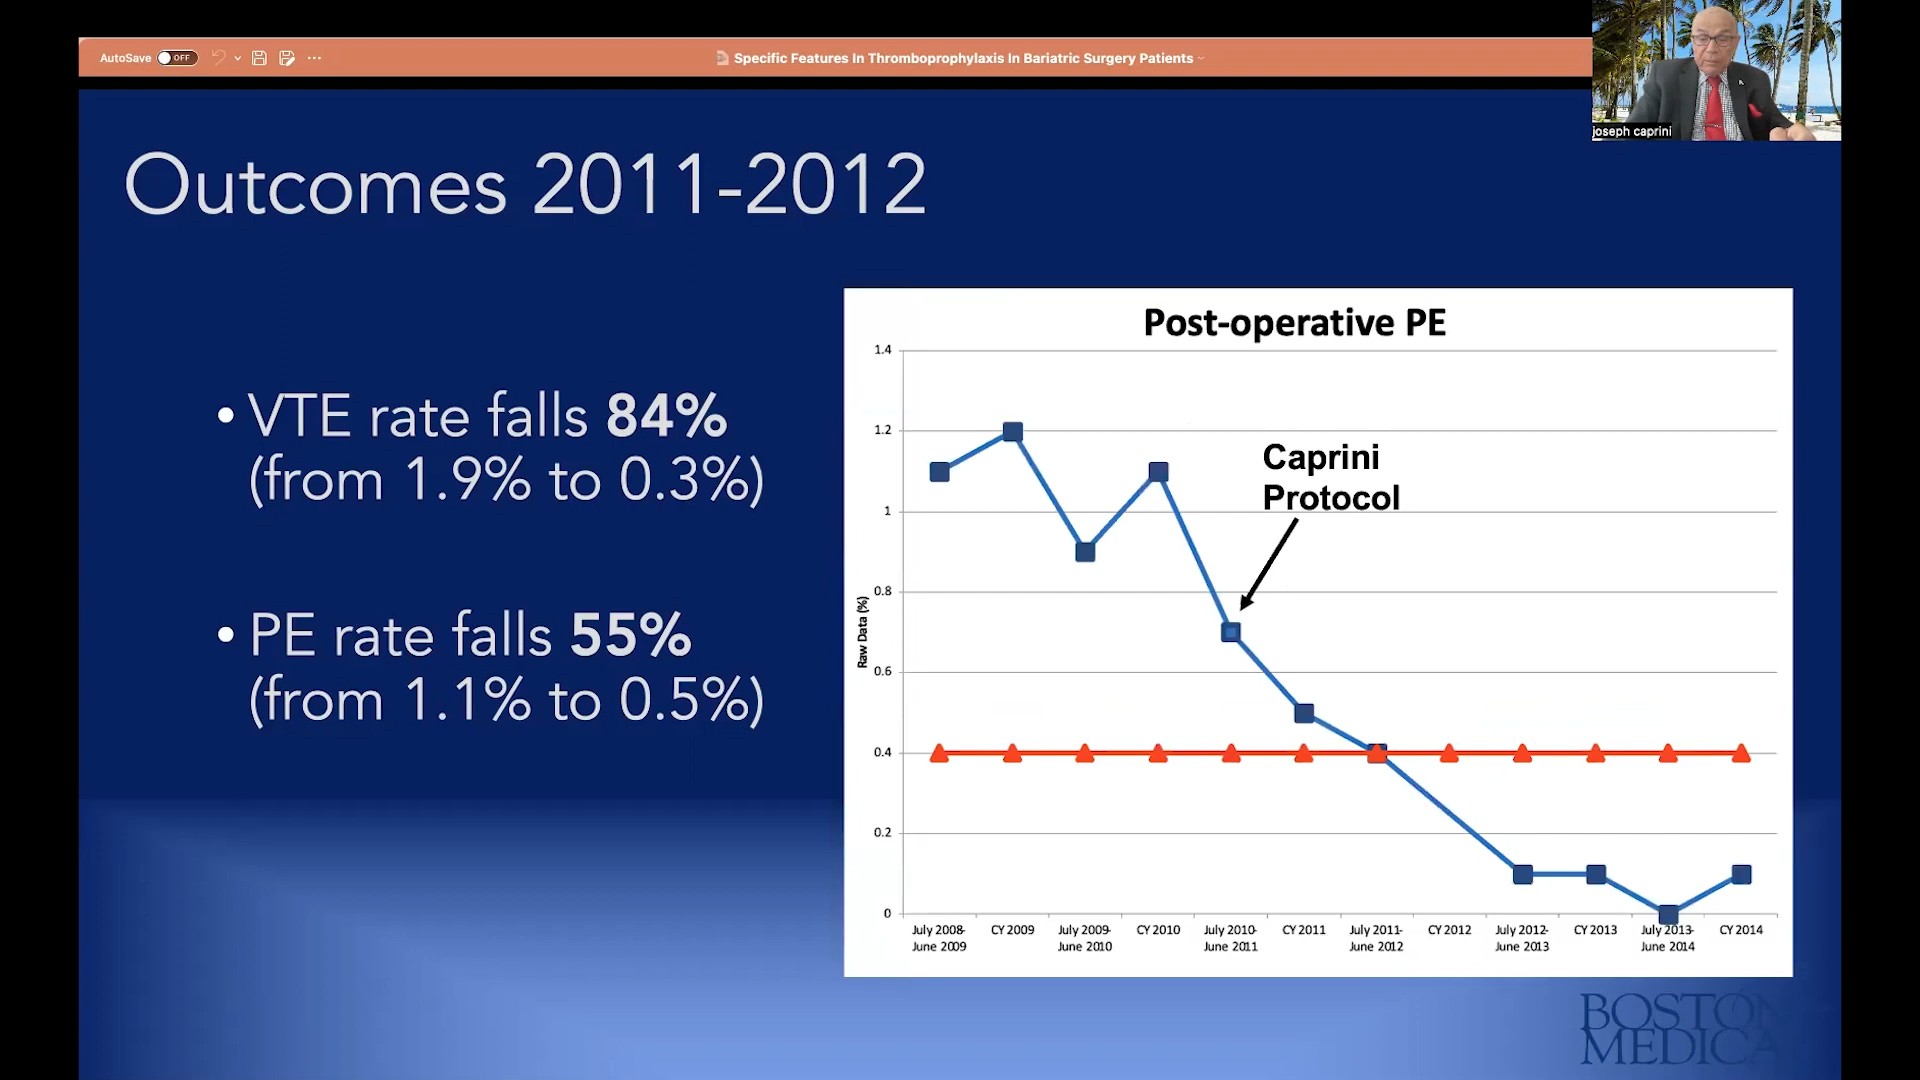 AutoSave OFF
Specific Features In Thromboprophylaxis In Bariatric Surgery Patients
joseph caprini
Outcomes 2011-2012
• VTE rate falls 84%
(from 1.9% to 0.3%)
• PE rate falls 55%
(from 1.1% to 0.5%)
Post-operative PE
Raw Data (%)
1.4
1.2
1
0.8
0.6
0.4
0.2
0
Caprini
Protocol
July 2008-
June 2009
CY 2009
July 2009-
June 2010
CY 2010
July 2010-
June 2011
CY 2011
July 2011-
June 2012
CY 2012
July 2012-
June 2013
CY 2013
July 2013-
June 2014
CY 2014
BOSTON
MEDICA